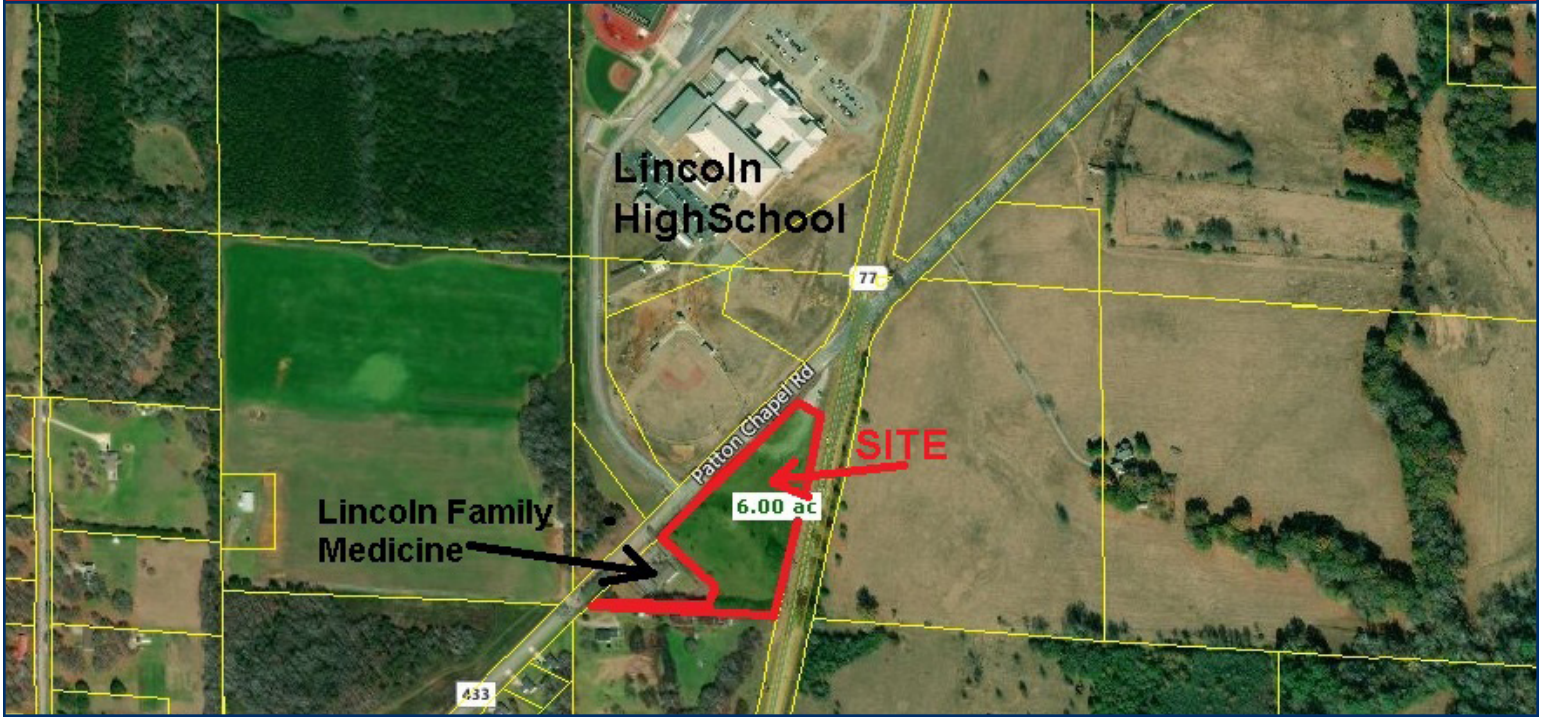 Lincoln
HighSchool
77
Patton Chapel Rd
SITE
6.00 ac
Lincoln Family
Medicine
433